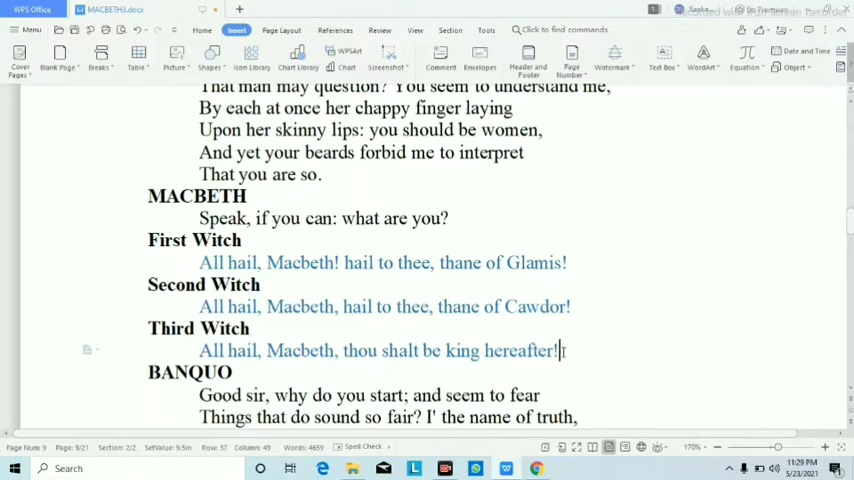 WPS Office
MACBETH3.docx
Menu
Home
Insert
Page Layout
References
Review
View
Section
Tools
Click to find commands
Cover Pages
Blank Page
Breaks
Table
Picture
Shapes
Icon Library
Chart Library
WPSArt
Chart
Screenshot
Comment
Envelopes
Header and Footer
Page Number
Watermark
Text Box
WordArt
Equation
Date and Time
Object
That man may question? You seem to understand me,
By each at once her chappy finger laying
Upon her skinny lips: you should be women,
And yet your beards forbid me to interpret
That you are so.
MACBETH
Speak, if you can: what are you?
First Witch
All hail, Macbeth! hail to thee, thane of Glamis!
Second Witch
All hail, Macbeth, hail to thee, thane of Cawdor!
Third Witch
All hail, Macbeth, thou shalt be king hereafter!
BANQUO
Good sir, why do you start; and seem to fear
Things that do sound so fair? I' the name of truth,
Page Num: 9 Page: 9/21 Section: 2/2 SetValue: 9.5in Row: 37 Column: 49 Words: 4659 Spell Check 170%
Search
11:29 PM
5/23/2021